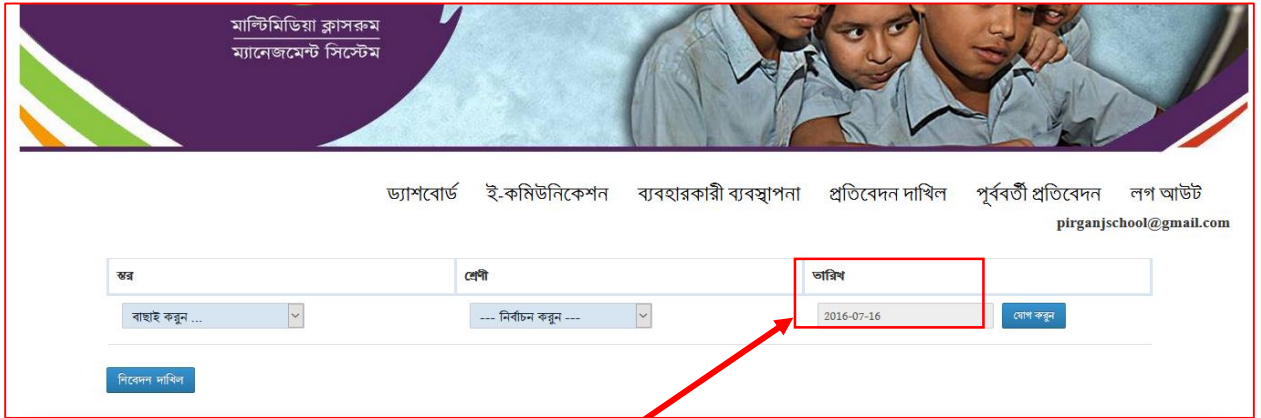 মাল্টিমিডিয়া ক্লাসরুম
ম্যানেজমেন্ট সিস্টেম
ড্যাশবোর্ড ই-কমিউনিকেশন ব্যবহারকারী ব্যবস্থাপনা প্রতিবেদন দাখিল পূর্ববর্তী প্রতিবেদন লগ আউট
pirganjschool@gmail.com
স্তর শ্রেণী তারিখ
বাছাই করুন ... --- নির্বাচন করুন --- 2016-07-16 যোগ করুন
নিবেদন দাখিল